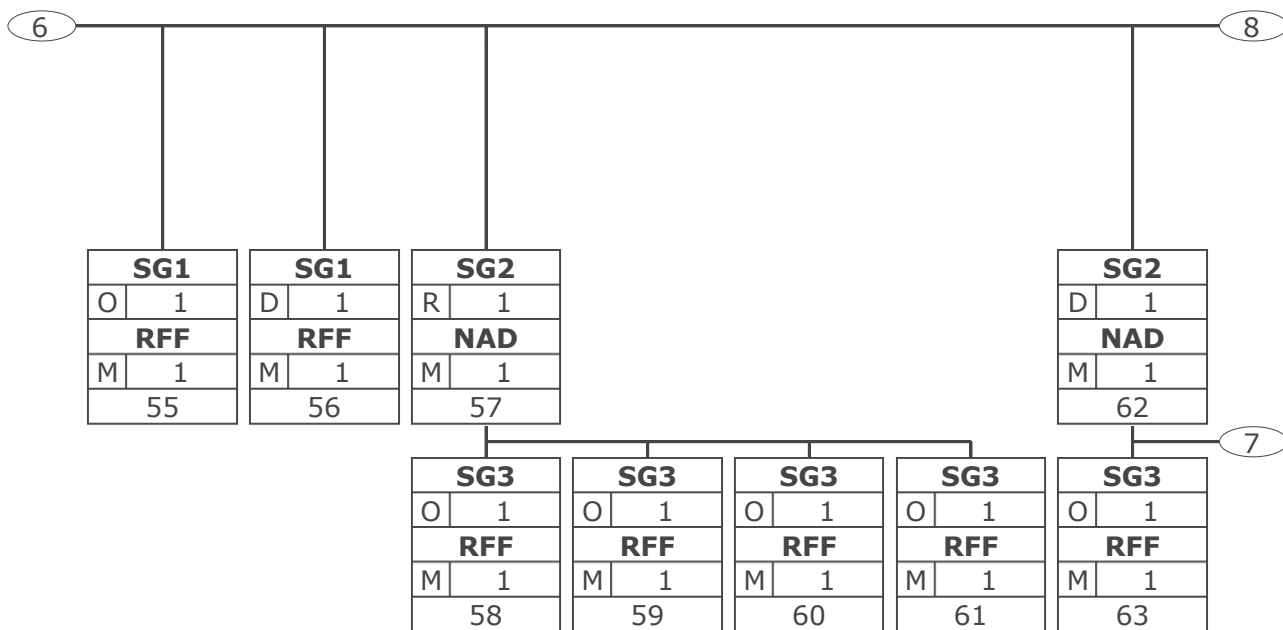 6 8
SG1 SG1 SG2 SG2
O 1 D 1 R 1 D 1
RFF RFF NAD NAD
M 1 M 1 M 1 M 1
55 56 57 62
7
SG3 SG3 SG3 SG3 SG3
O 1 O 1 O 1 O 1 O 1
RFF RFF RFF RFF RFF
M 1 M 1 M 1 M 1 M 1
58 59 60 61 63